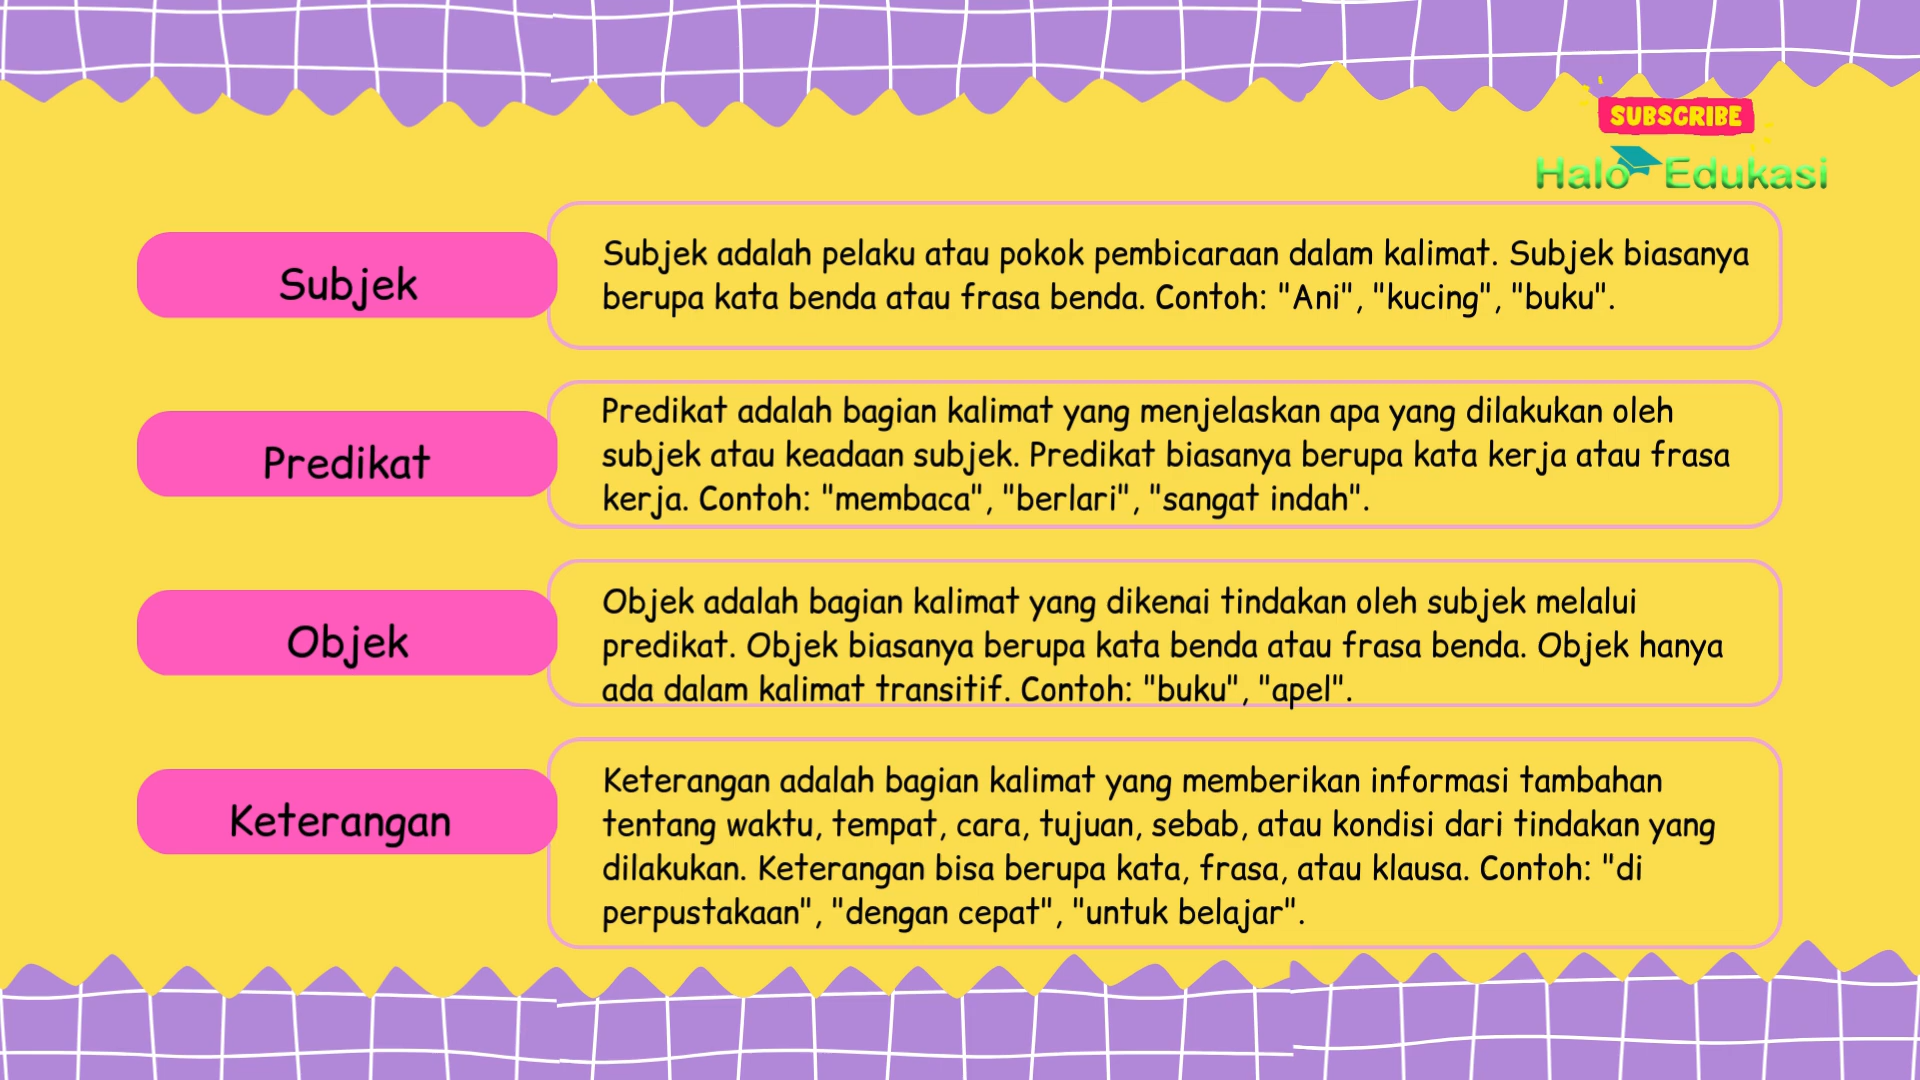 SUBSCRIBE
Halo Edukasi
Subjek
Subjek adalah pelaku atau pokok pembicaraan dalam kalimat. Subjek biasanya
berupa kata benda atau frasa benda. Contoh: "Ani", "kucing", "buku".
Predikat
Predikat adalah bagian kalimat yang menjelaskan apa yang dilakukan oleh
subjek atau keadaan subjek. Predikat biasanya berupa kata kerja atau frasa
kerja. Contoh: "membaca", "berlari", "sangat indah".
Objek
Objek adalah bagian kalimat yang dikenai tindakan oleh subjek melalui
predikat. Objek biasanya berupa kata benda atau frasa benda. Objek hanya
ada dalam kalimat transitif. Contoh: "buku", "apel".
Keterangan
Keterangan adalah bagian kalimat yang memberikan informasi tambahan
tentang waktu, tempat, cara, tujuan, sebab, atau kondisi dari tindakan yang
dilakukan. Keterangan bisa berupa kata, frasa, atau klausa. Contoh: "di
perpustakaan", "dengan cepat", "untuk belajar".